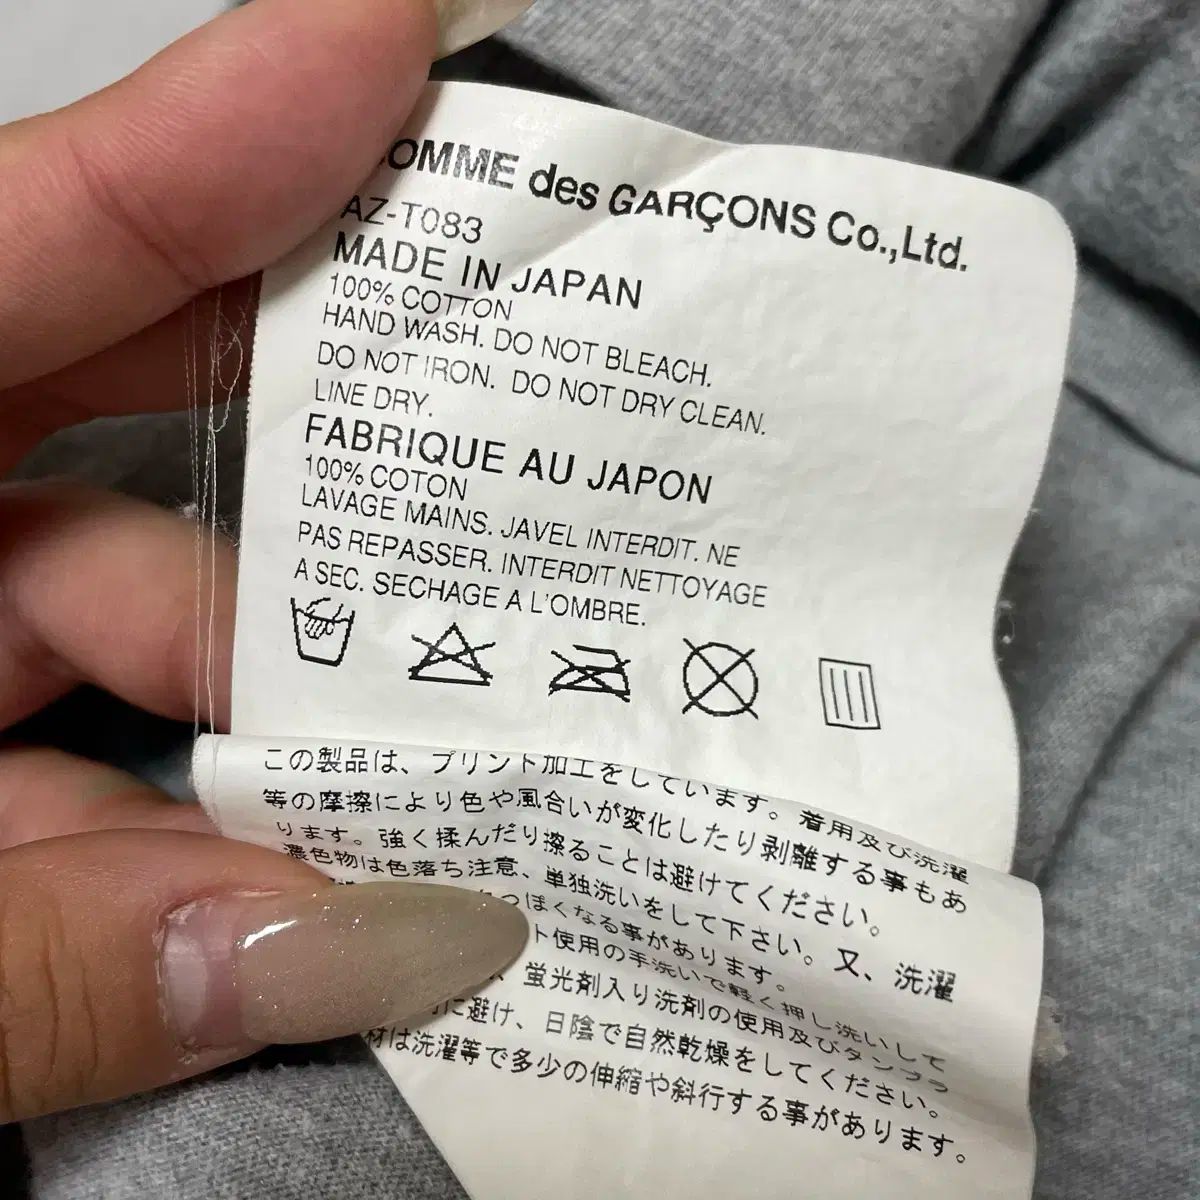 OMME des GARÇONS Co.,Ltd.
AZ-T083
MADE IN JAPAN
100% COTTON
HAND WASH. DO NOT BLEACH.
DO NOT IRON. DO NOT DRY CLEAN.
LINE DRY.
FABRIQUE AU JAPON
100% COTON
LAVAGE MAINS. JAVEL INTERDIT. NE
PAS REPASSER. INTERDIT NETTOYAGE
A SEC. SECHAGE A L'OMBRE.
この製品は、プリント加工をしています。着用及び洗濯
等の摩擦により色や風合いが変化したり剥離する事もあ
ります。強く揉んだり擦ることは避けてください。
濃色物は色落ち注意、単独洗いをして下さい。又、洗濯
っぽくなる事があります。
ト使用の手洗いで軽く押し洗いして
蛍光剤入り洗剤の使用及びタンブラ
に避け、日陰で自然乾燥をしてください。
材は洗濯等で多少の伸縮や斜行する事があります。